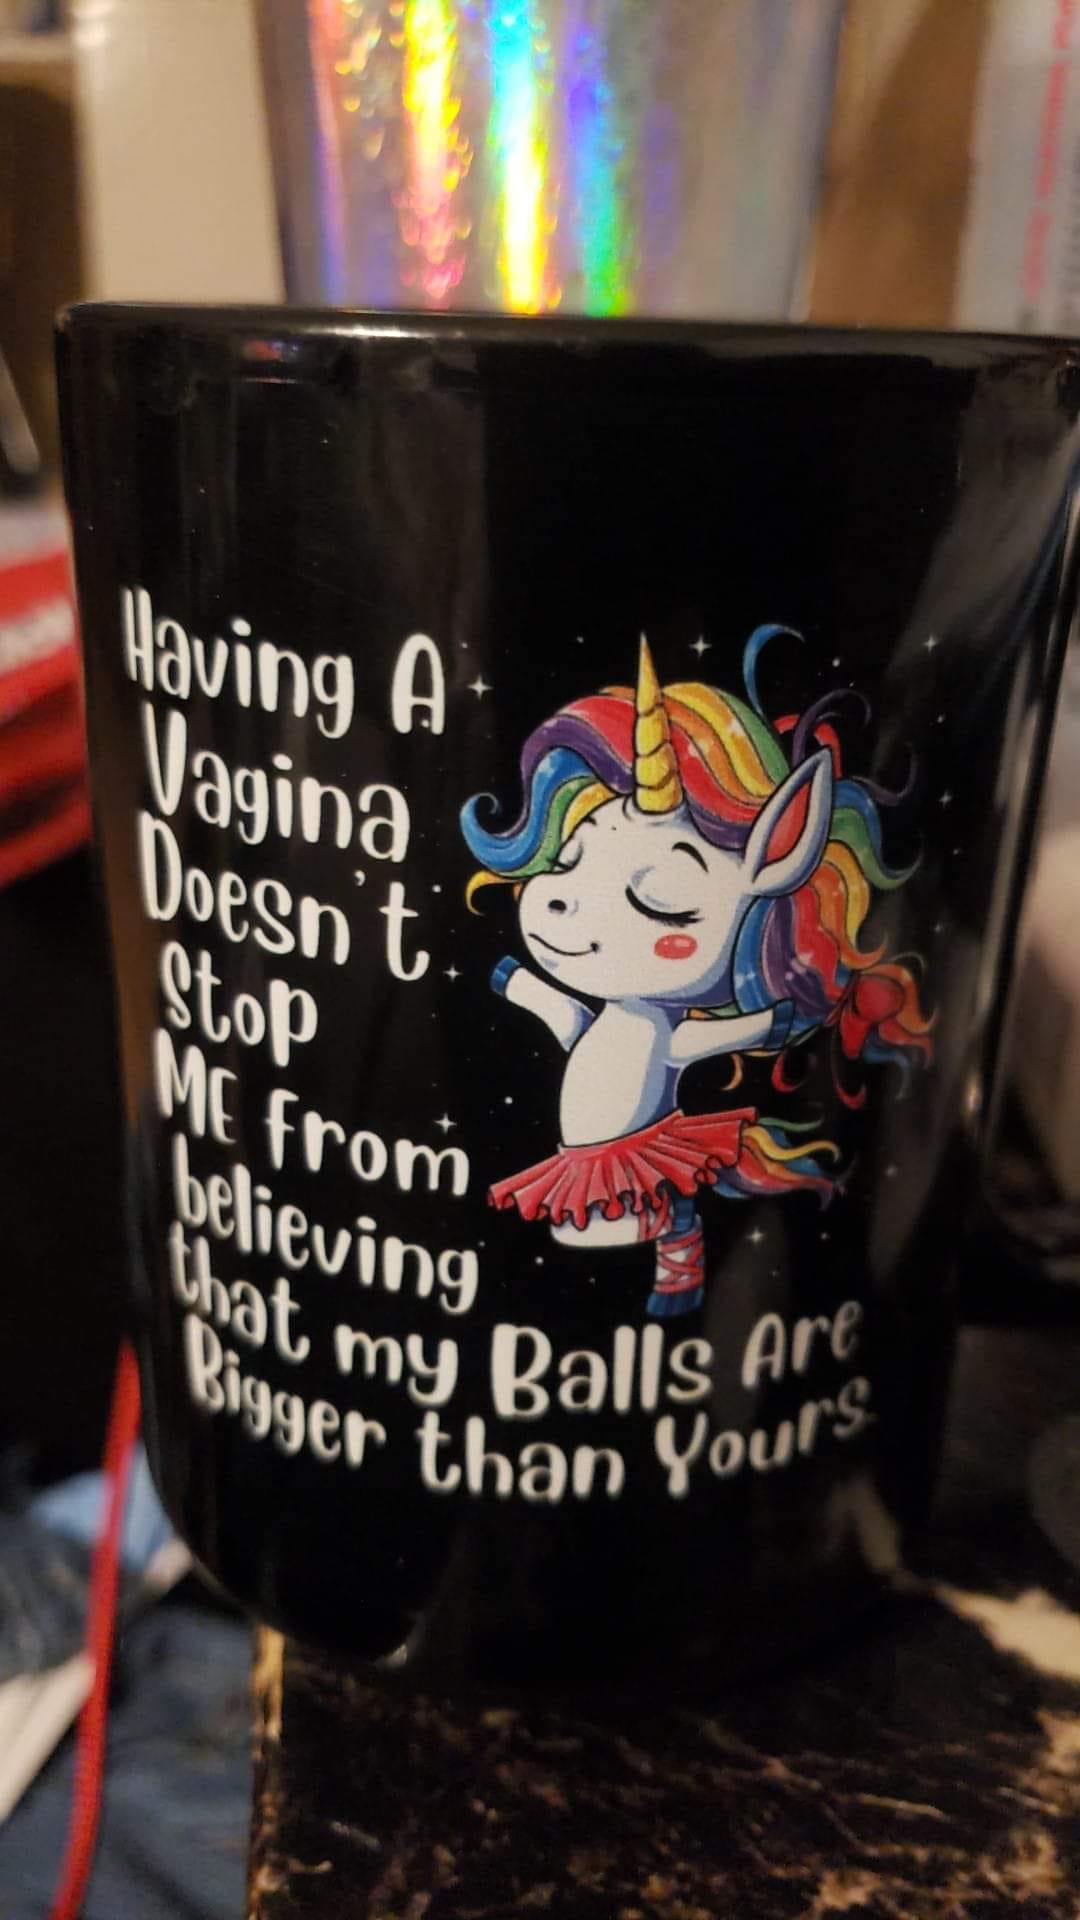 Having A
Vagina
Doesn't
stop
ME from
believing
that my Balls Are
Bigger than Yours